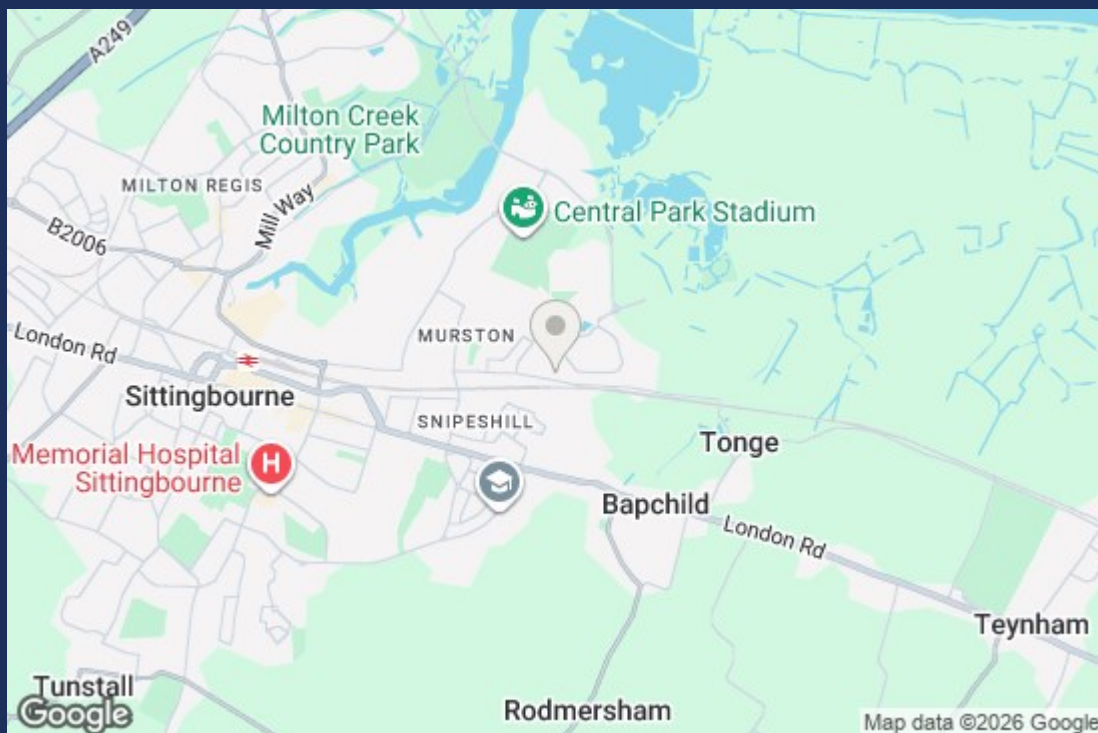 A249
Milton Creek
Country Park
MILTON REGIS
Mill Way
B2006
Central Park Stadium
MURSTON
London Rd
Sittingbourne
SNIPESHILL
Memorial Hospital
Sittingbourne
H
Tonge
Bapchild
London Rd
Teynham
Tunstall
Rodmersham
Google
Map data ©2026 Google